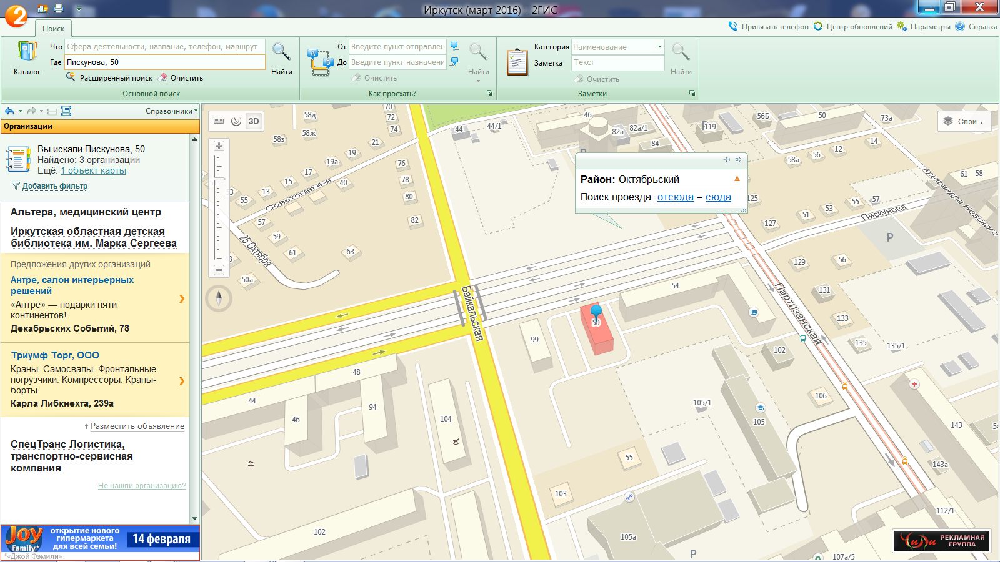 Иркутск (март 2016) - 2ГИС
2
Поиск
Привязать телефон
Центр обновлений
Параметры
Справка
Каталог
Что
Сфера деятельности, название, телефон, маршрут
Где
Пискунова, 50
Расширенный поиск
Очистить
Найти
Основной поиск
От
Введите пункт отправлен
До
Введите пункт назначени
Очистить
Найти
Как проехать?
Категория
Наименование
Заметка
Текст
Очистить
Найти
Заметки
Справочники
Организации
Вы искали Пискунова, 50
Найдено: 3 организации
Ещё: 1 объект карты
Добавить фильтр
Альтера, медицинский центр
Иркутская областная детская
библиотека им. Марка Сергеева
Предложения других организаций
Антре, салон интерьерных
решений
«Антре» — подарки пяти
континентов!
Декабрьских Событий, 78
Триумф Торг, ООО
Краны. Самосвалы. Фронтальные
погрузчики. Компрессоры. Краны-
борты
Карла Либкнехта, 239а
↑ Разместить объявление
СпецТранс Логистика,
транспортно-сервисная
компания
Не нашли организацию?
Joy
Family*
открытие нового
гипермаркета
для всей семьи!
14 февраля
*«Джой Фэмили»
3D
Слои
Район: Октябрьский
Поиск проезда: отсюда – сюда
70
72
74
58д
58ж
58з
21
19
19а
17
15
13
55
53
40
76
78
80
82
57
59
61
63
50а
Советская 4-я
25 Октября
44
44/1
46
82а
82а/1
84
119
56Б
50
73а
14
12
56
58а
61
58
Александра Невского
125
127
51
53
55
57
Пискунова
P
129
56
131
133
135
135/1
Партизанская
54
50
99
102
106
Байкальская
48
44
46
94
104
105/1
105
143
143а
55
103
102
105а
P
112/1
107а/5
ЧиДи
РЕКЛАМНАЯ
ГРУППА